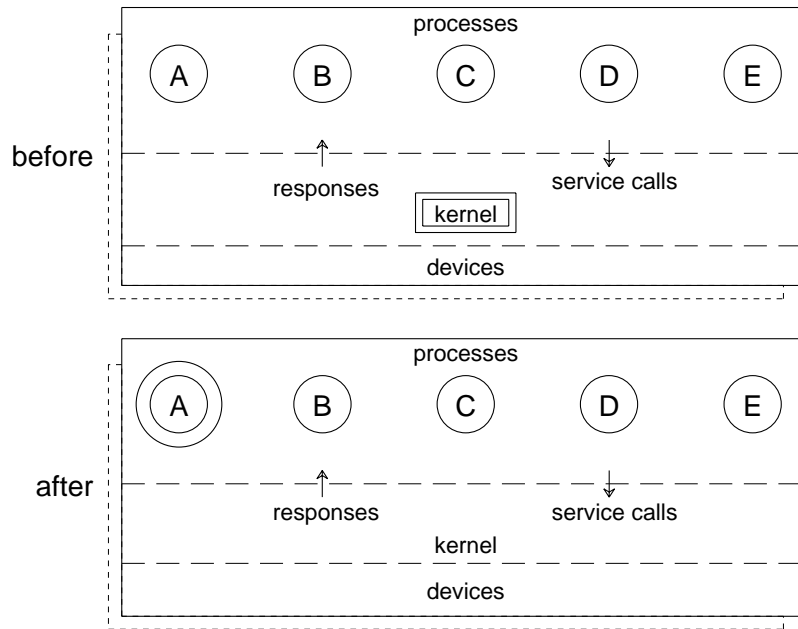 processes
A B C D E
before
responses service calls
kernel
devices
processes
A B C D E
after
responses service calls
kernel
devices